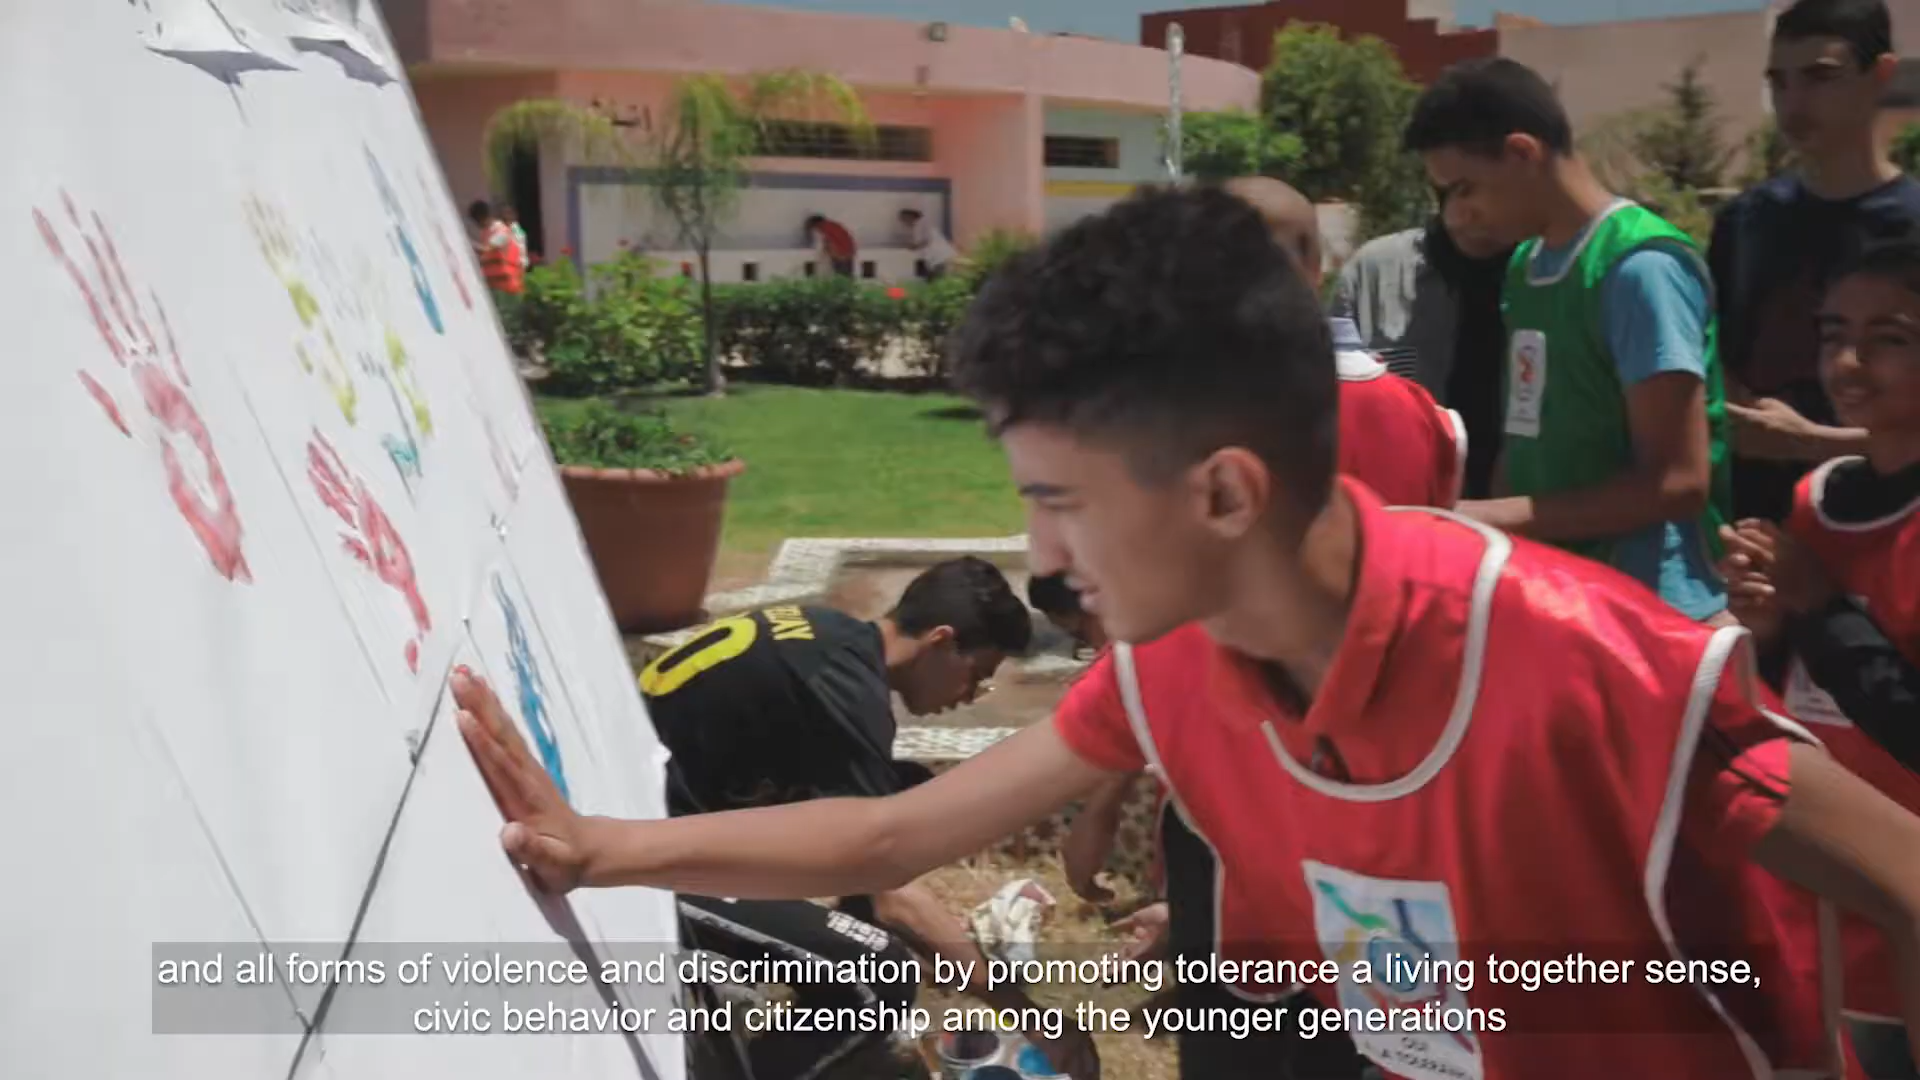 and all forms of violence and discrimination by promoting tolerance a living together sense,
civic behavior and citizenship among the younger generations